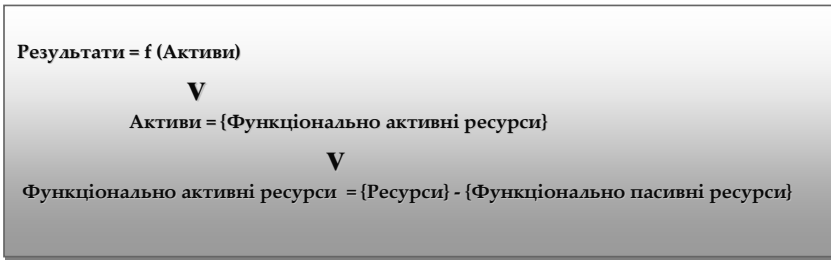 Результати = f (Активи)
V
Активи = {Функціонально активні ресурси}
V
Функціонально активні ресурси = {Ресурси} - {Функціонально пасивні ресурси}